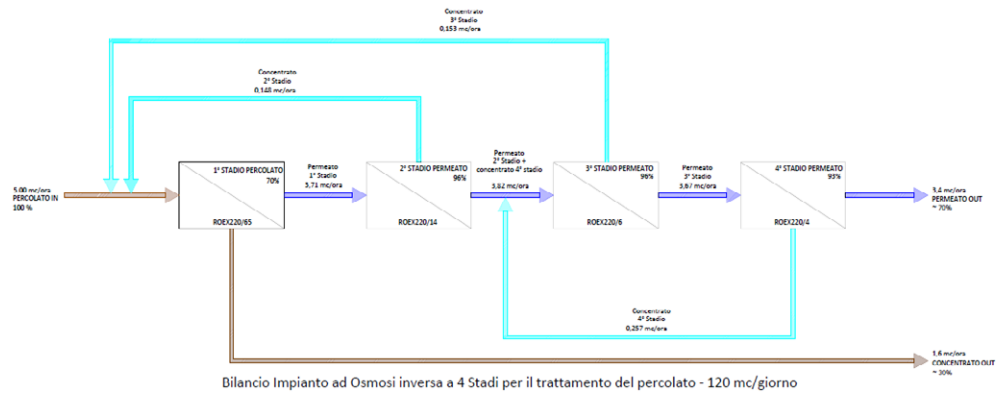 Concentrato
3° Stadio
0,153 mc/ora
Concentrato
2° Stadio
0,148 mc/ora
5,00 mc/ora
PERCOLATO IN
100 %
1° STADIO PERCOLATO
70%
ROEX220/65
Permeato
1° Stadio
3,71 mc/ora
2° STADIO PERMEATO
96%
ROEX220/14
Permeato
2° Stadio +
concentrato 4° stadio
3,82 mc/ora
3° STADIO PERMEATO
96%
ROEX220/6
Permeato
3° Stadio
3,67 mc/ora
4° STADIO PERMEATO
93%
ROEX220/4
3,4 mc/ora
PERMEATO OUT
~ 70%
Concentrato
4° Stadio
0,257 mc/ora
1,6 mc/ora
CONCENTRATO OUT
~ 30%
Bilancio Impianto ad Osmosi inversa a 4 Stadi per il trattamento del percolato - 120 mc/giorno